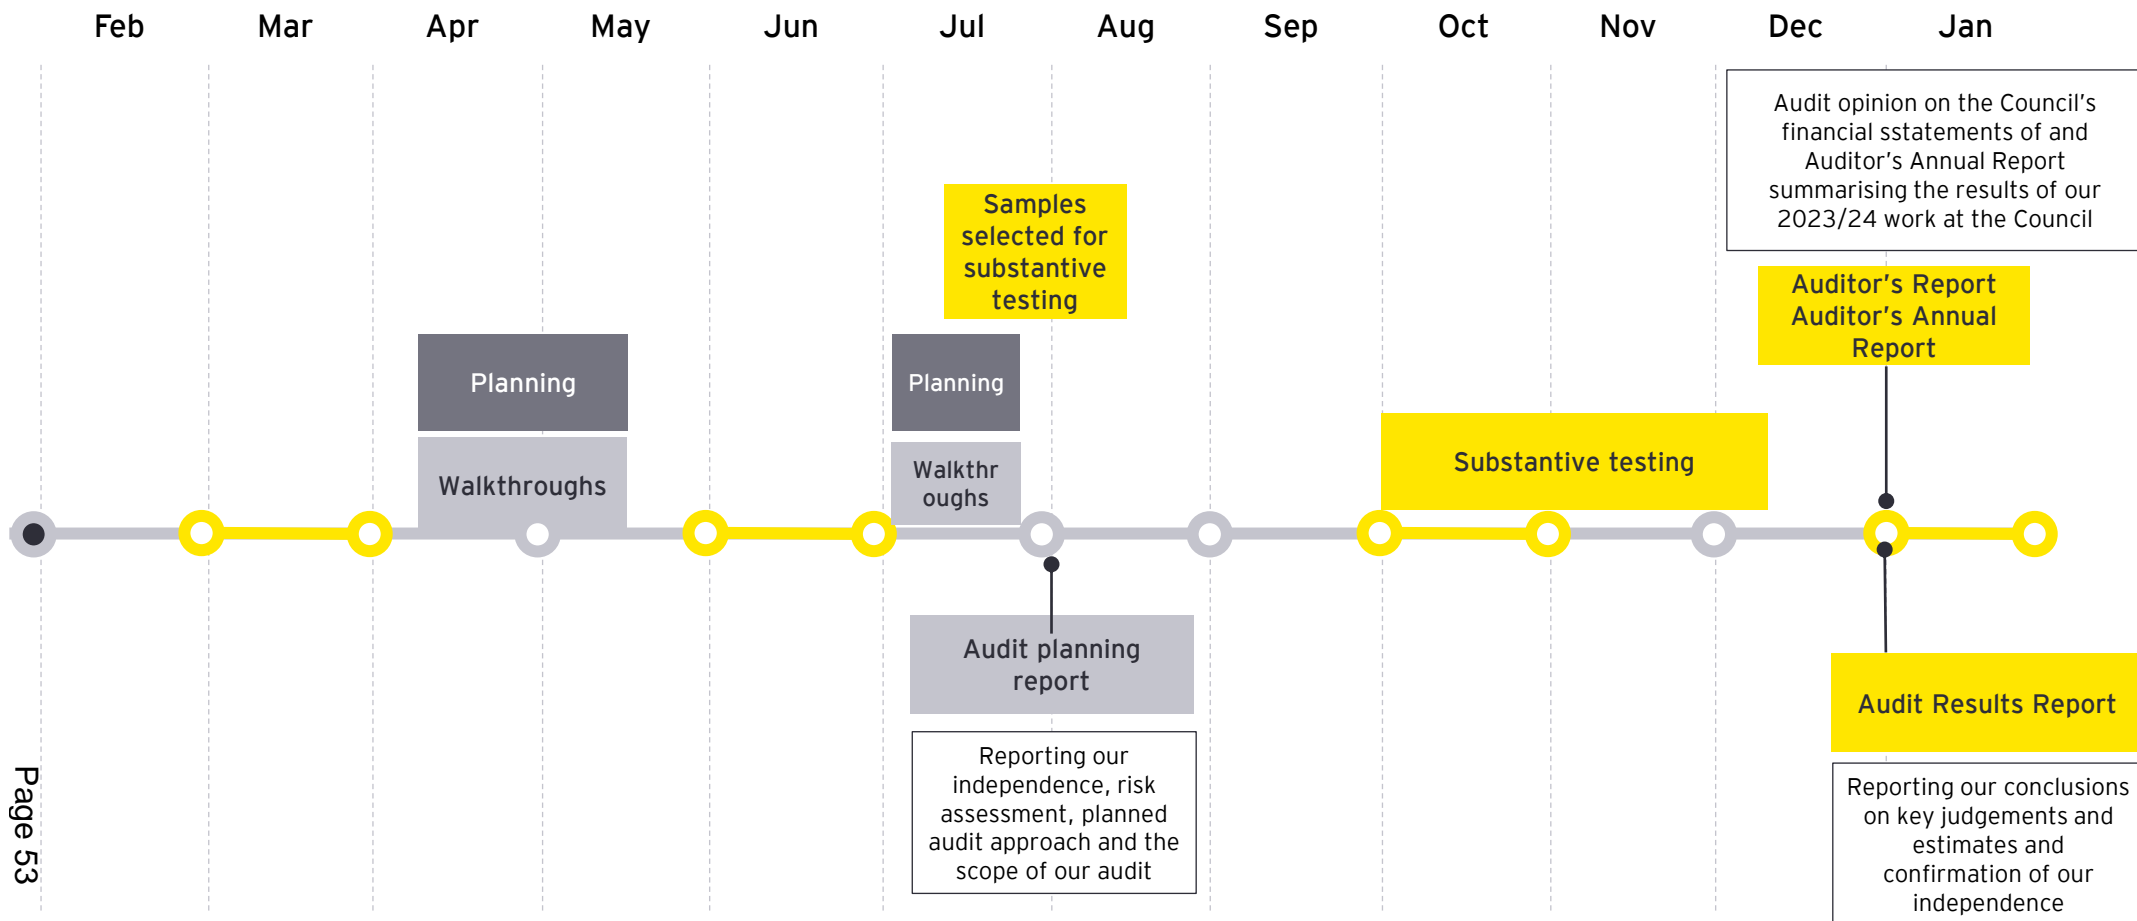 Feb Mar Apr May Jun Jul Aug Sep Oct Nov Dec Jan
Audit opinion on the Council's
financial sstatements of and
Auditor's Annual Report
summarising the results of our
2023/24 work at the Council
Samples
selected for
substantive
testing
Auditor's Report
Auditor's Annual
Report
Planning
Planning
Walkthroughs
Walkthr
oughs
Substantive testing
Audit planning
report
Reporting our
independence, risk
assessment, planned
audit approach and the
scope of our audit
Audit Results Report
Reporting our conclusions
on key judgements and
estimates and
confirmation of our
independence
Page 53